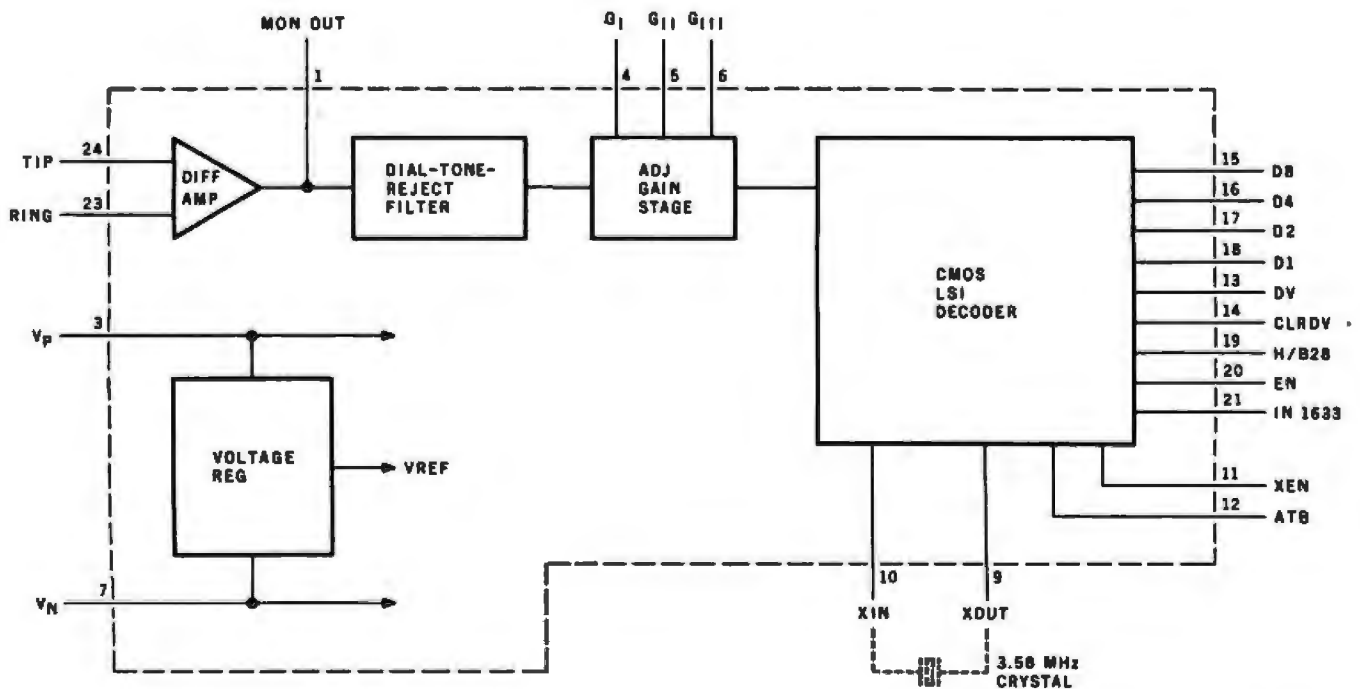 MON OUT
G I G II G III
1
4 5 6
TIP 24
RING 23
DIFF
AMP
DIAL-TONE-
REJECT
FILTER
ADJ
GAIN
STAGE
CMOS
LSI
DECODER
15 D8
16 D4
17 D2
18 D1
13 DV
14 CLRDV
19 H/B28
20 EN
21 IN 1633
11 XEN
12 ATB
VP 3
VOLTAGE
REG
VREF
VN 7
10 9
XIN XOUT
3.58 MHz
CRYSTAL